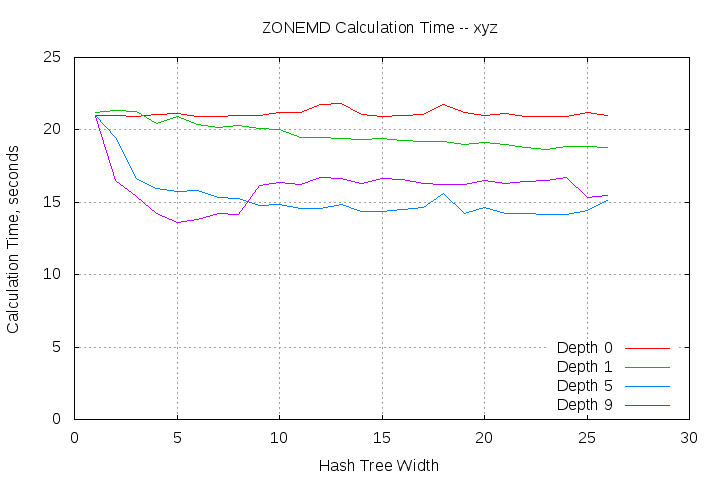 ZONEMD Calculation Time -- xyz
25
20
15
10
5
0
Calculation Time, seconds
Depth 0
Depth 1
Depth 5
Depth 9
0 5 10 15 20 25 30
Hash Tree Width